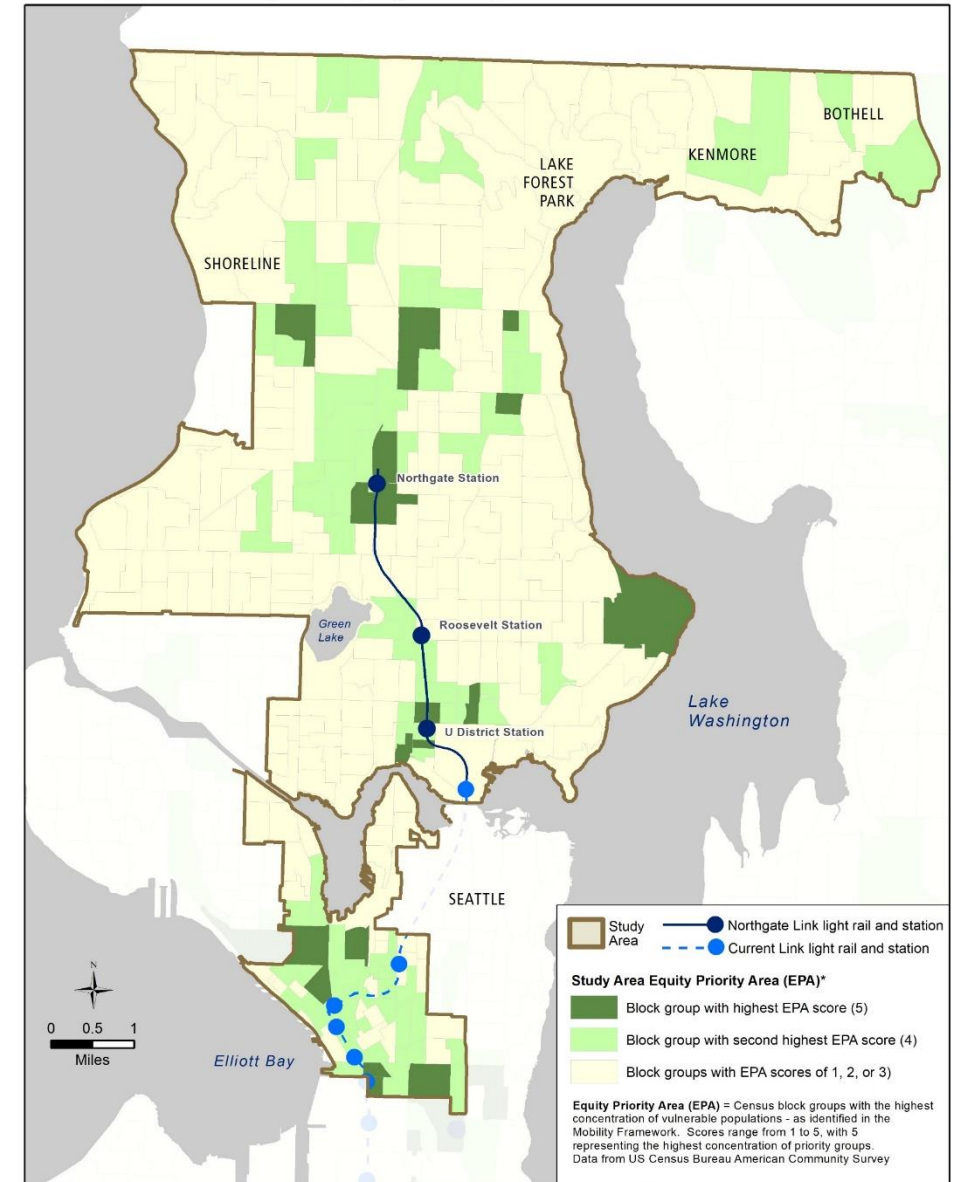 BOTHELL
KENMORE
LAKE
FOREST
PARK
SHORELINE
Northgate Station
Green
Lake
Roosevelt Station
Lake
Washington
U District Station
SEATTLE
N
0 0.5 1
Miles
Elliott Bay
Study
Area
Northgate Link light rail and station
Current Link light rail and station
Study Area Equity Priority Area (EPA)*
Block group with highest EPA score (5)
Block group with second highest EPA score (4)
Block groups with EPA scores of 1, 2, or 3)
Equity Priority Area (EPA) = Census block groups with the highest
concentration of vulnerable populations - as identified in the
Mobility Framework. Scores range from 1 to 5, with 5
representing the highest concentration of priority groups.
Data from US Census Bureau American Community Survey